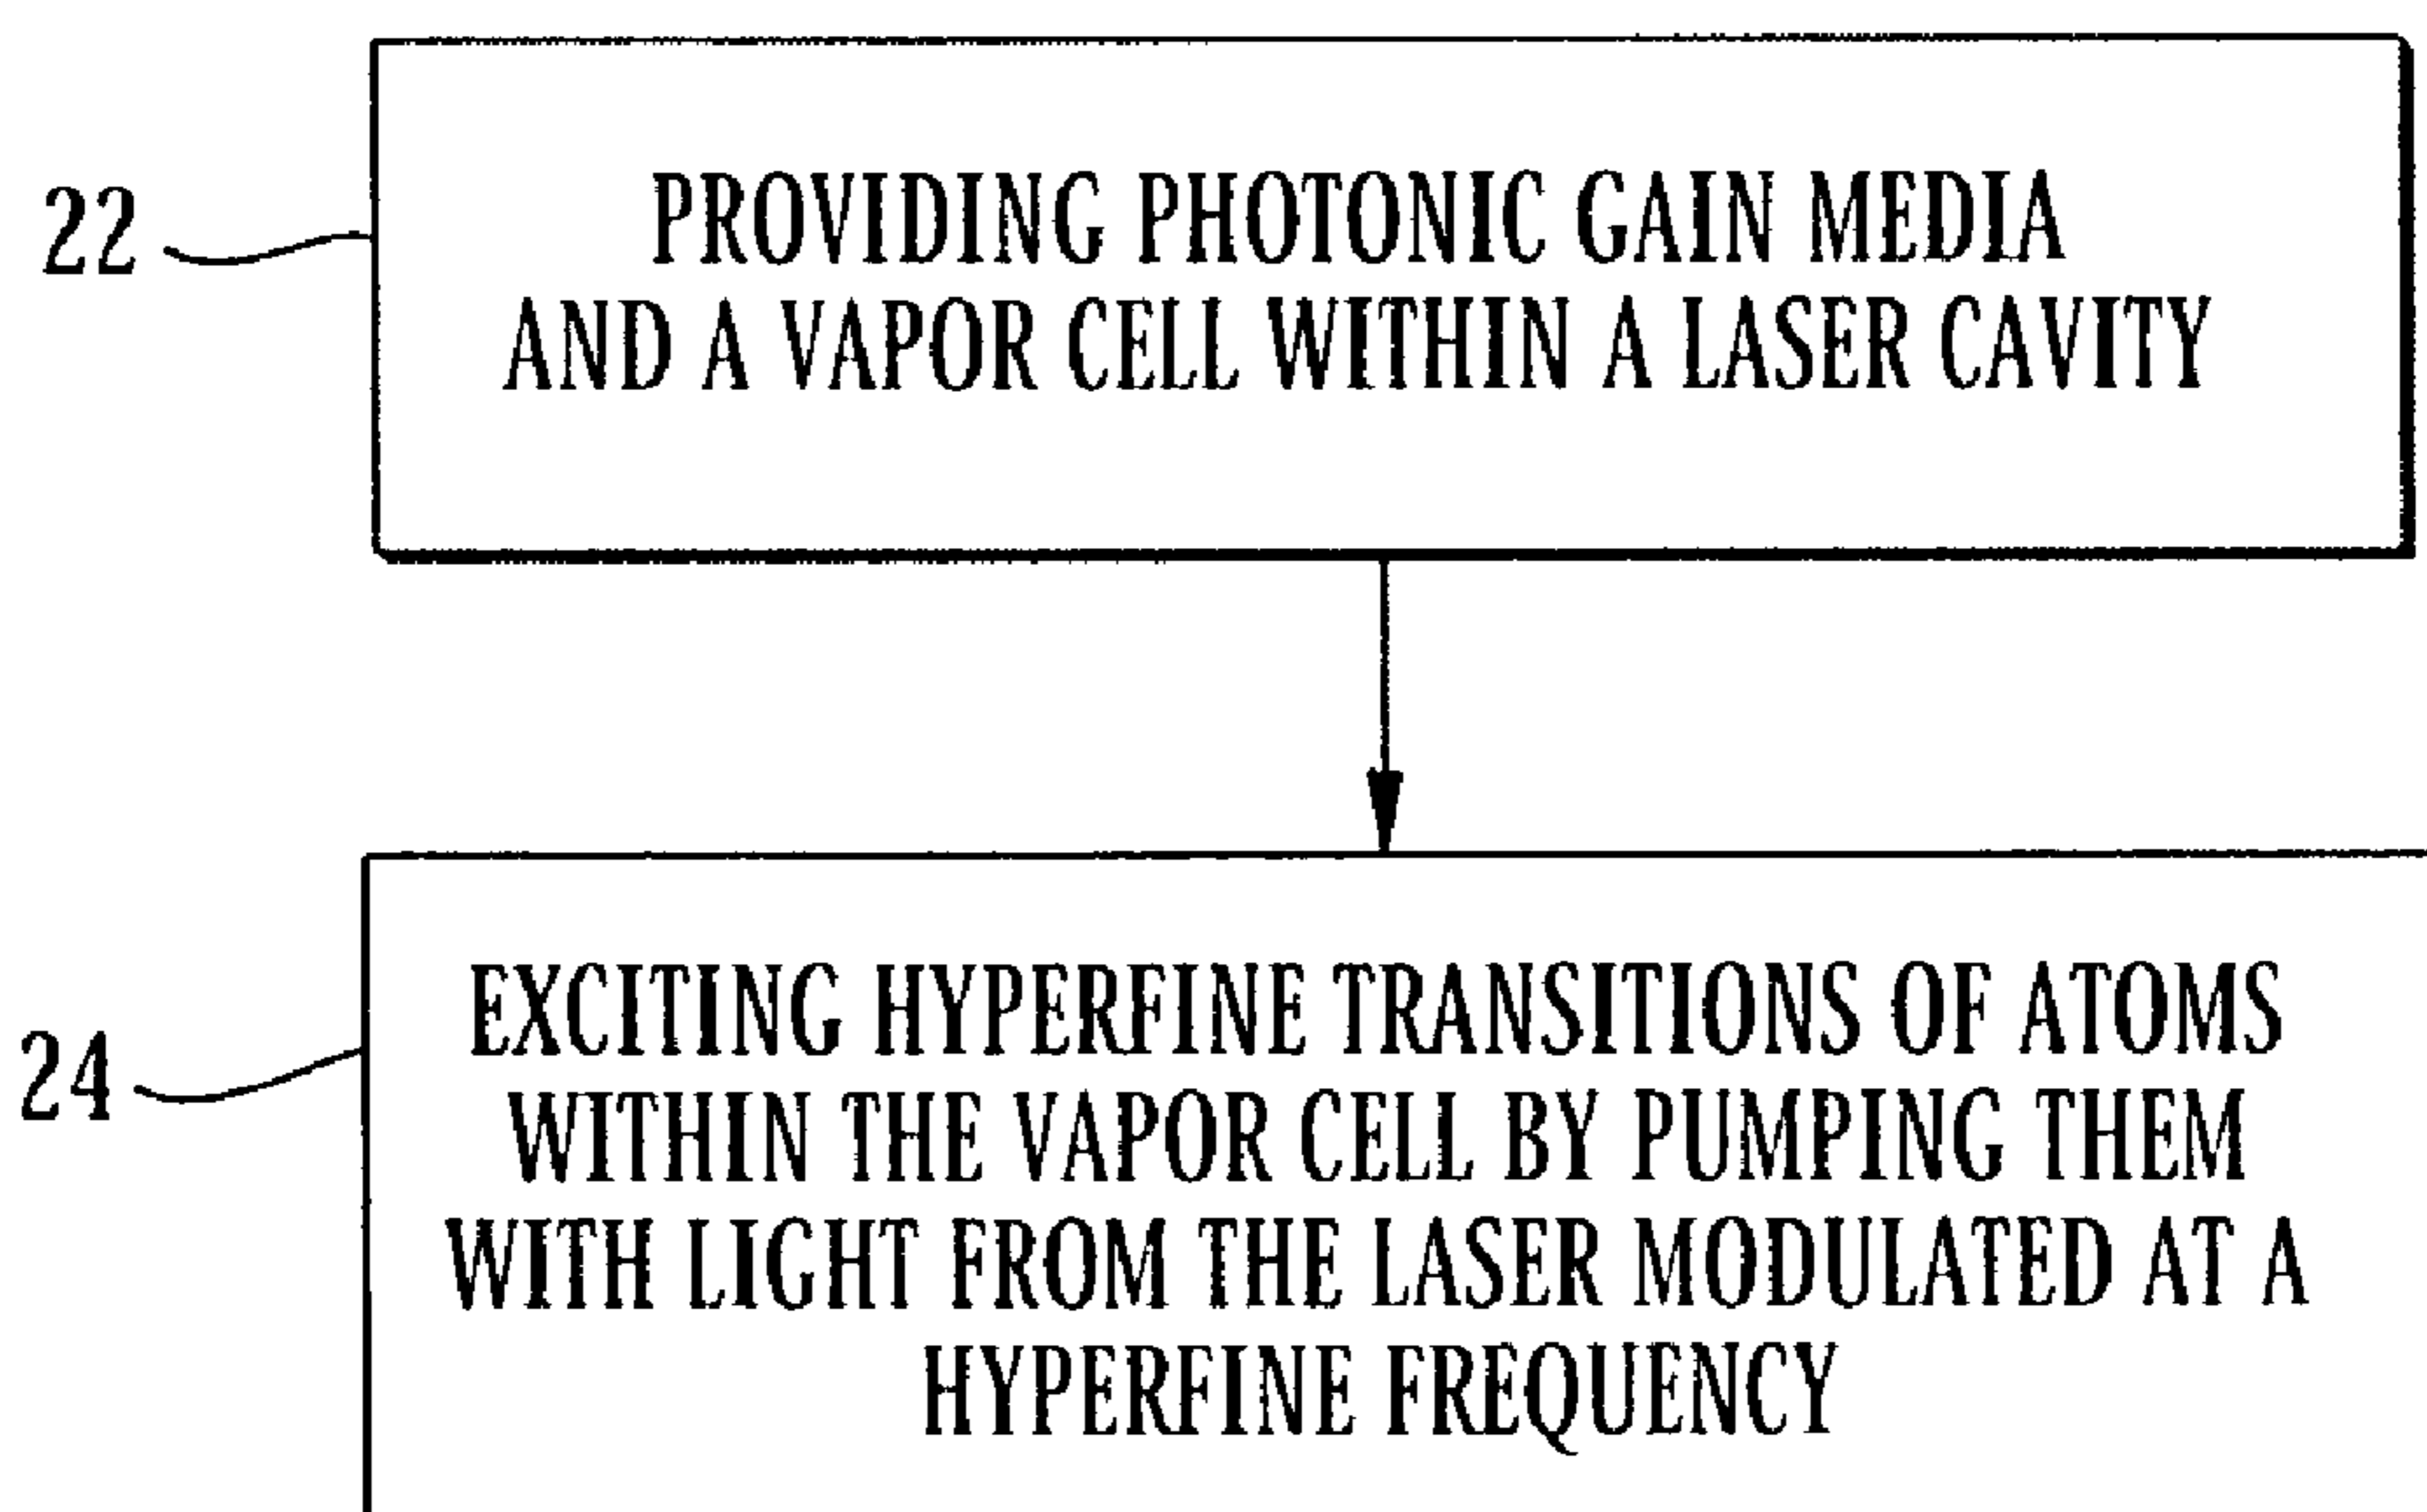 22
PROVIDING PHOTONIC GAIN MEDIA
AND A VAPOR CELL WITHIN A LASER CAVITY
24
EXCITING HYPERFINE TRANSITIONS OF ATOMS
WITHIN THE VAPOR CELL BY PUMPING THEM
WITH LIGHT FROM THE LASER MODULATED AT A
HYPERFINE FREQUENCY